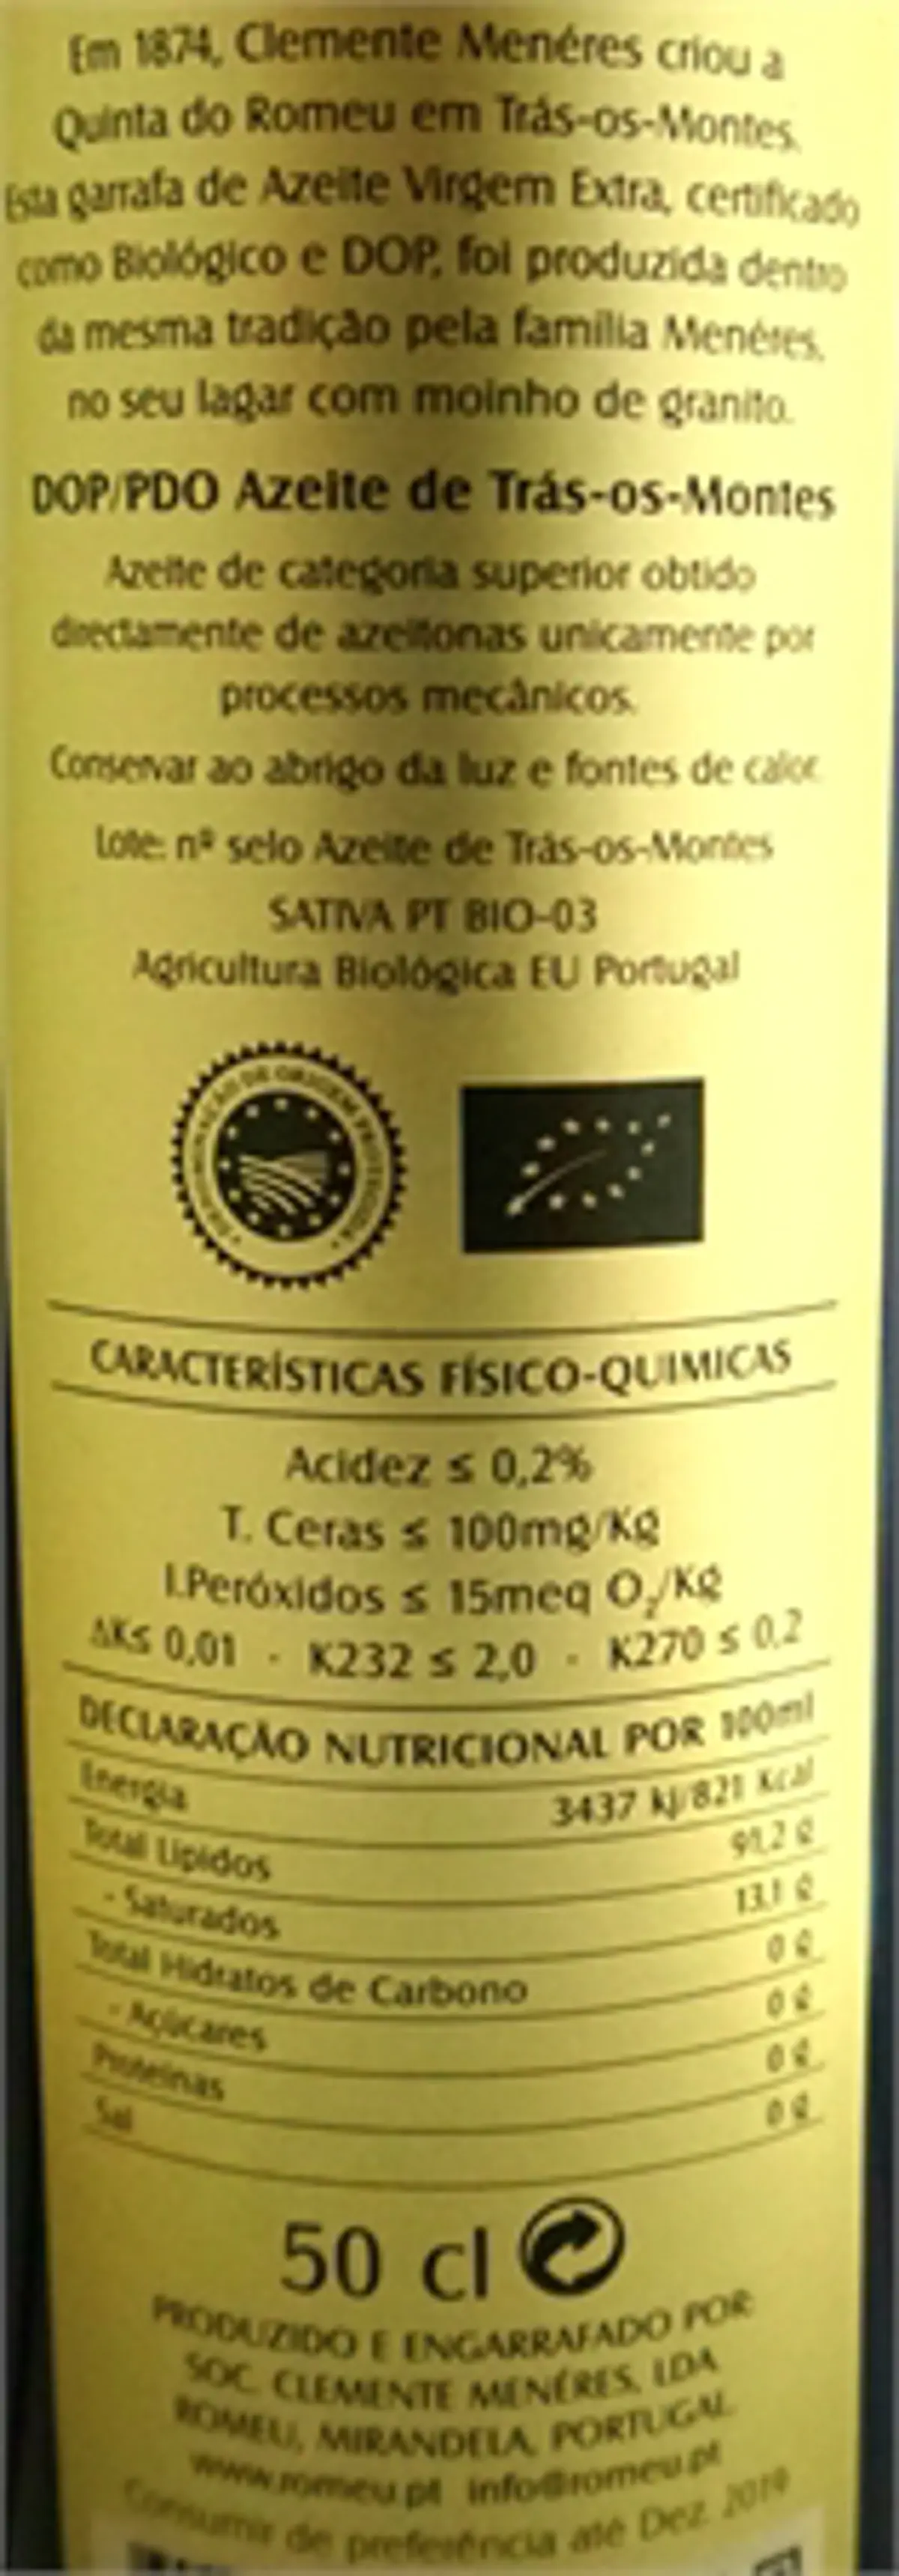 Em 1874, Clemente Menéres criou a
Quinta do Romeu em Trás-os-Montes.
Esta garrafa de Azeite Virgem Extra, certificado
como Biológico e DOP, foi produzida dentro
da mesma tradição pela família Menéres,
no seu lagar com moinho de granito.
DOP/PDO Azeite de Trás-os-Montes
Azeite de categoria superior obtido
directamente de azeitonas unicamente por
processos mecânicos.
Conservar ao abrigo da luz e fontes de calor.
Lote: nº selo Azeite de Trás-os-Montes
SATIVA PT BIO-03
Agricultura Biológica EU Portugal
DENOMINAÇÃO DE ORIGEM PROTEGIDA
CARACTERÍSTICAS FÍSICO-QUIMICAS
Acidez ≤ 0,2%
T. Ceras ≤ 100mg/Kg
I.Peróxidos ≤ 15meq O₂/Kg
ΔK≤ 0,01 · K232 ≤ 2,0 · K270 ≤ 0,2
DECLARAÇÃO NUTRICIONAL POR 100ml
Energia 3437 kj/821 Kcal
Total Lípidos 91,2 g
- Saturados 13,1 g
Total Hidratos de Carbono 0 g
- Açúcares 0 g
Proteínas 0 g
Sal 0 g
50 cl
PRODUZIDO E ENGARRAFADO POR:
SOC. CLEMENTE MENÉRES, LDA
ROMEU, MIRANDELA, PORTUGAL
www.romeu.pt info@romeu.pt
Consumir de preferência até Dez. 2019